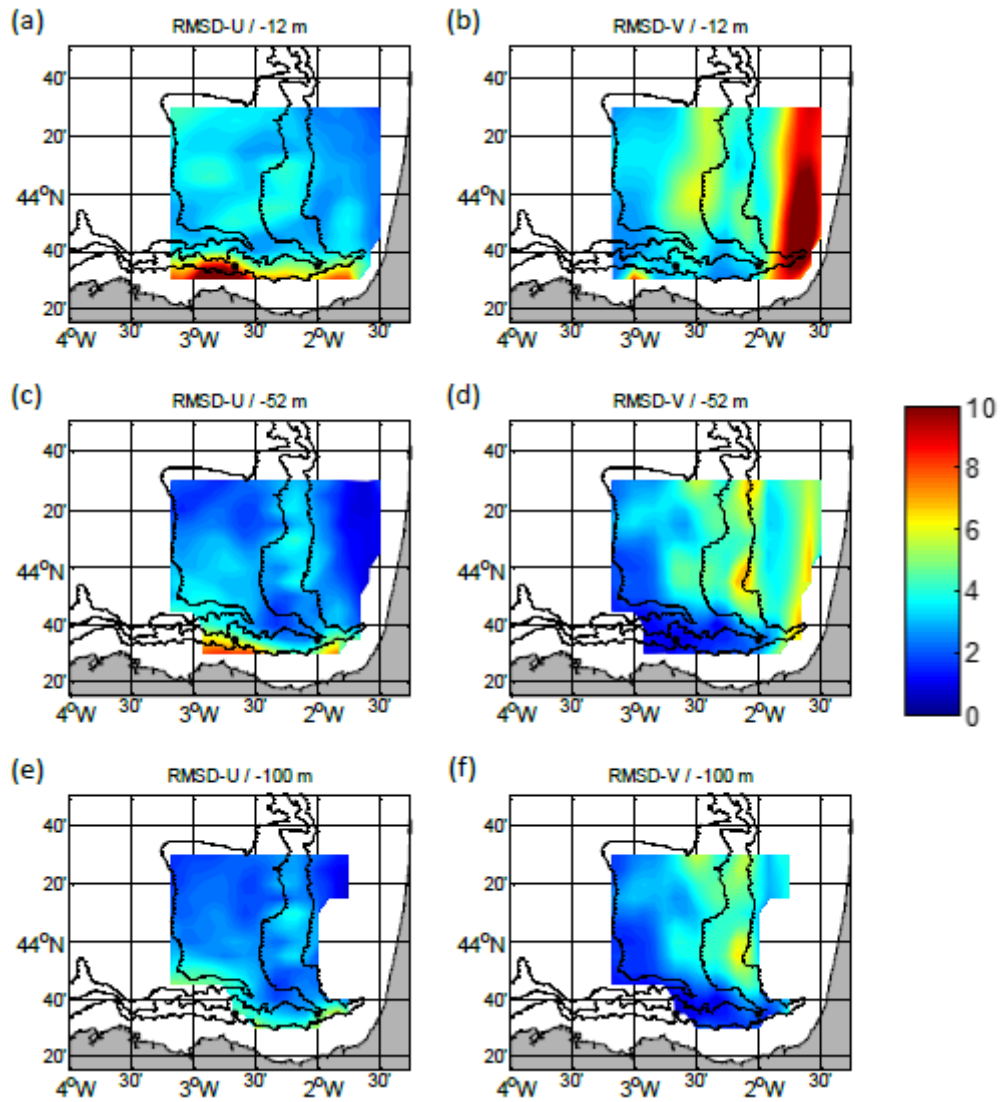 (a) RMSD-U / -12 m
40'
20'
44°N
40'
20'
4°W 30' 3°W 30' 2°W 30'
(b) RMSD-V / -12 m
40'
20'
44°N
40'
20'
4°W 30' 3°W 30' 2°W 30'
(c) RMSD-U / -52 m
40'
20'
44°N
40'
20'
4°W 30' 3°W 30' 2°W 30'
(d) RMSD-V / -52 m
40'
20'
44°N
40'
20'
4°W 30' 3°W 30' 2°W 30'
10
8
6
4
2
0
(e) RMSD-U / -100 m
40'
20'
44°N
40'
20'
4°W 30' 3°W 30' 2°W 30'
(f) RMSD-V / -100 m
40'
20'
44°N
40'
20'
4°W 30' 3°W 30' 2°W 30'